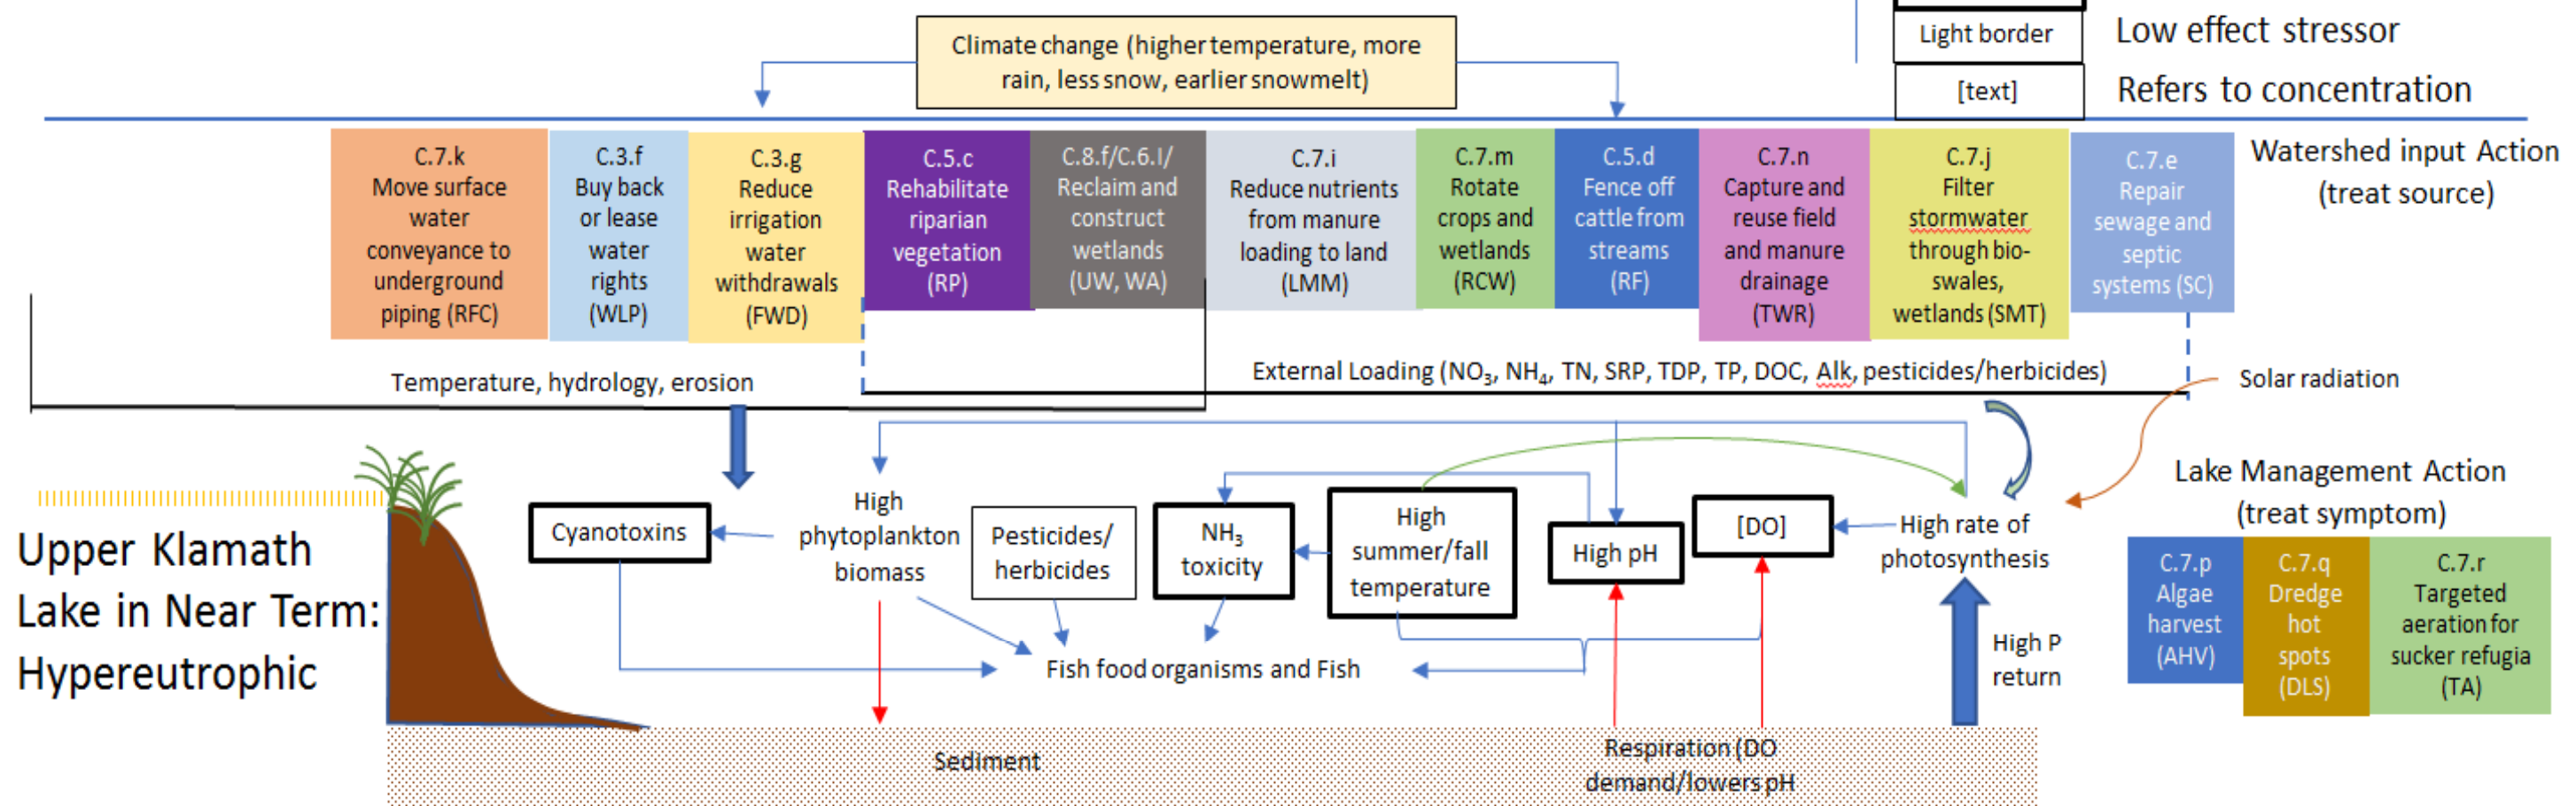 Climate change (higher temperature, more
rain, less snow, earlier snowmelt)
Light border
Low effect stressor
[text]
Refers to concentration
C.7.k
Move surface
water
conveyance to
underground
piping (RFC)
C.3.f
Buy back
or lease
water
rights
(WLP)
C.3.g
Reduce
irrigation
water
withdrawals
(FWD)
C.5.c
Rehabilitate
riparian
vegetation
(RP)
C.8.f/C.6.I/
Reclaim and
construct
wetlands
(UW, WA)
C.7.i
Reduce nutrients
from manure
loading to land
(LMM)
C.7.m
Rotate
crops and
wetlands
(RCW)
C.5.d
Fence off
cattle from
streams
(RF)
C.7.n
Capture and
reuse field
and manure
drainage
(TWR)
C.7.j
Filter
stormwater
through bio-
swales,
wetlands (SMT)
C.7.e
Repair
sewage and
septic
systems (SC)
Watershed input Action
(treat source)
Temperature, hydrology, erosion
External Loading (NO₃, NH₄, TN, SRP, TDP, TP, DOC, Alk, pesticides/herbicides)
Solar radiation
Upper Klamath
Lake in Near Term:
Hypereutrophic
Cyanotoxins
High
phytoplankton
biomass
Pesticides/
herbicides
NH₃
toxicity
High
summer/fall
temperature
High pH
[DO]
High rate of
photosynthesis
Lake Management Action
(treat symptom)
C.7.p
Algae
harvest
(AHV)
C.7.q
Dredge
hot
spots
(DLS)
C.7.r
Targeted
aeration for
sucker refugia
(TA)
Fish food organisms and Fish
High P
return
Sediment
Respiration (DO
demand/lowers pH